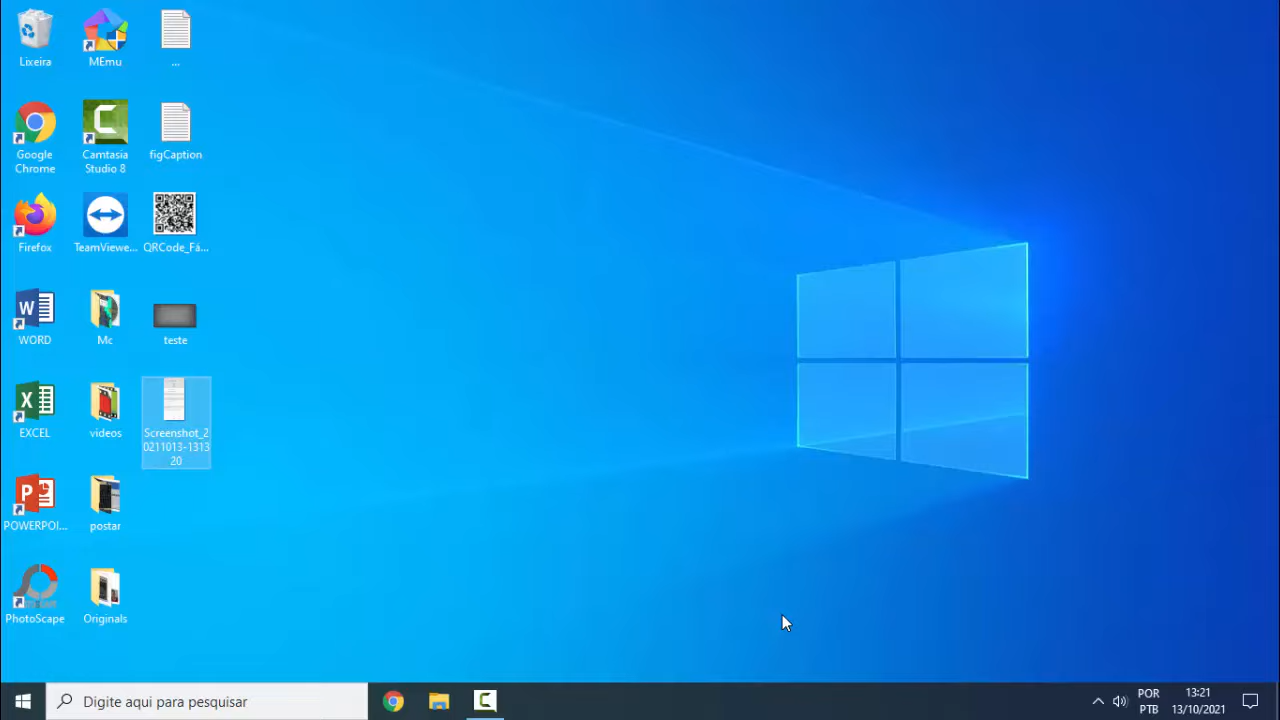 Lixeira
MEmu
...
Google
Chrome
Camtasia
Studio 8
figCaption
Firefox
TeamViewe...
QRCode_Fa...
WORD
Mc
teste
EXCEL
videos
Screenshot_2
0211013-1313
20
POWERPOI...
postar
PhotoScape
Originals
Digite aqui para pesquisar
POR
PTB
13:21
13/10/2021